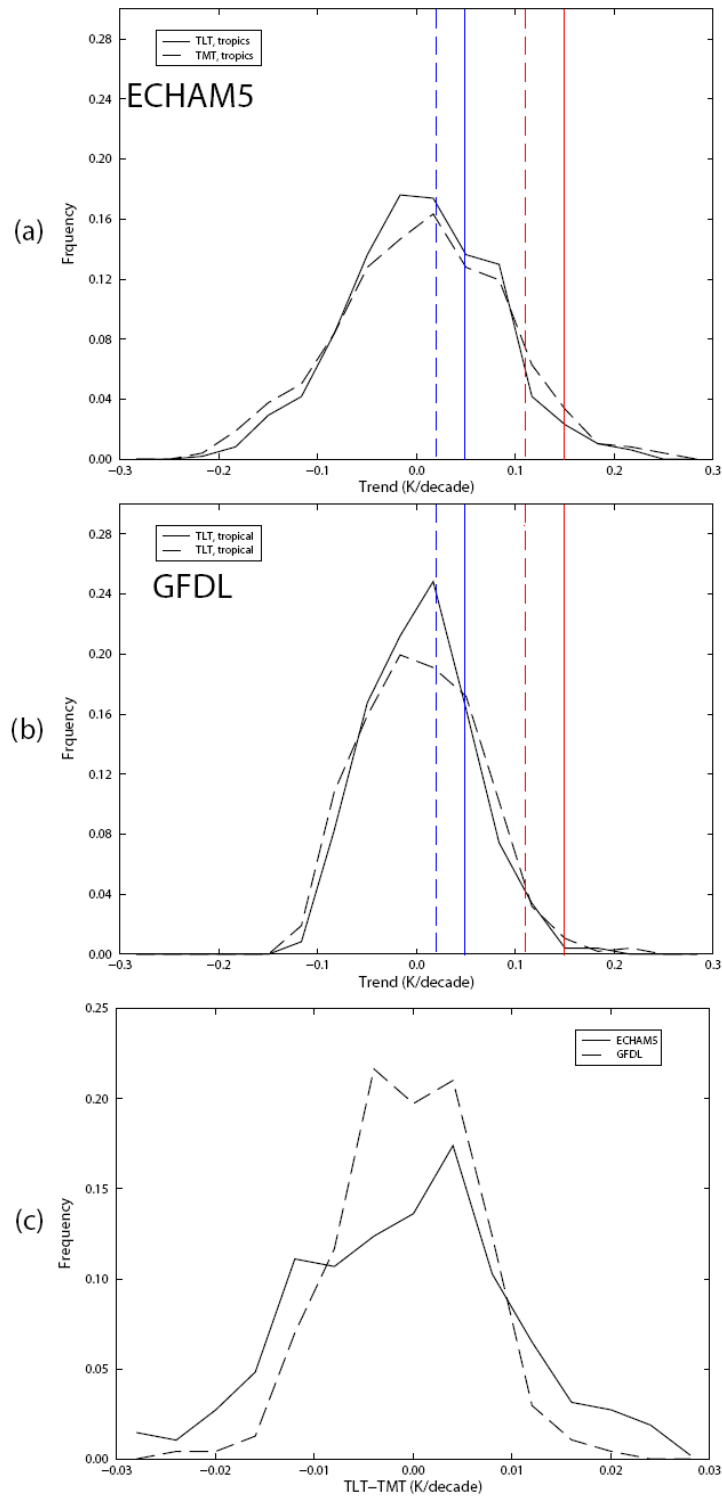 0.28
TLT, tropics
TMT, tropics
ECHAM5
0.24
0.20
0.16
(a)
Frquency
0.12
0.08
0.04
0.00
−0.3
−0.2
−0.1
0.0
0.1
0.2
0.3
Trend (K/decade)
0.28
TLT, tropical
TLT, tropical
GFDL
0.24
0.20
0.16
(b)
Frquency
0.12
0.08
0.04
0.00
−0.3
−0.2
−0.1
0.0
0.1
0.2
0.3
Trend (K/decade)
0.25
ECHAM5
GFDL
0.20
0.15
(c)
Frequency
0.10
0.05
0.00
−0.03
−0.02
−0.01
0.00
0.01
0.02
0.03
TLT−TMT (K/decade)